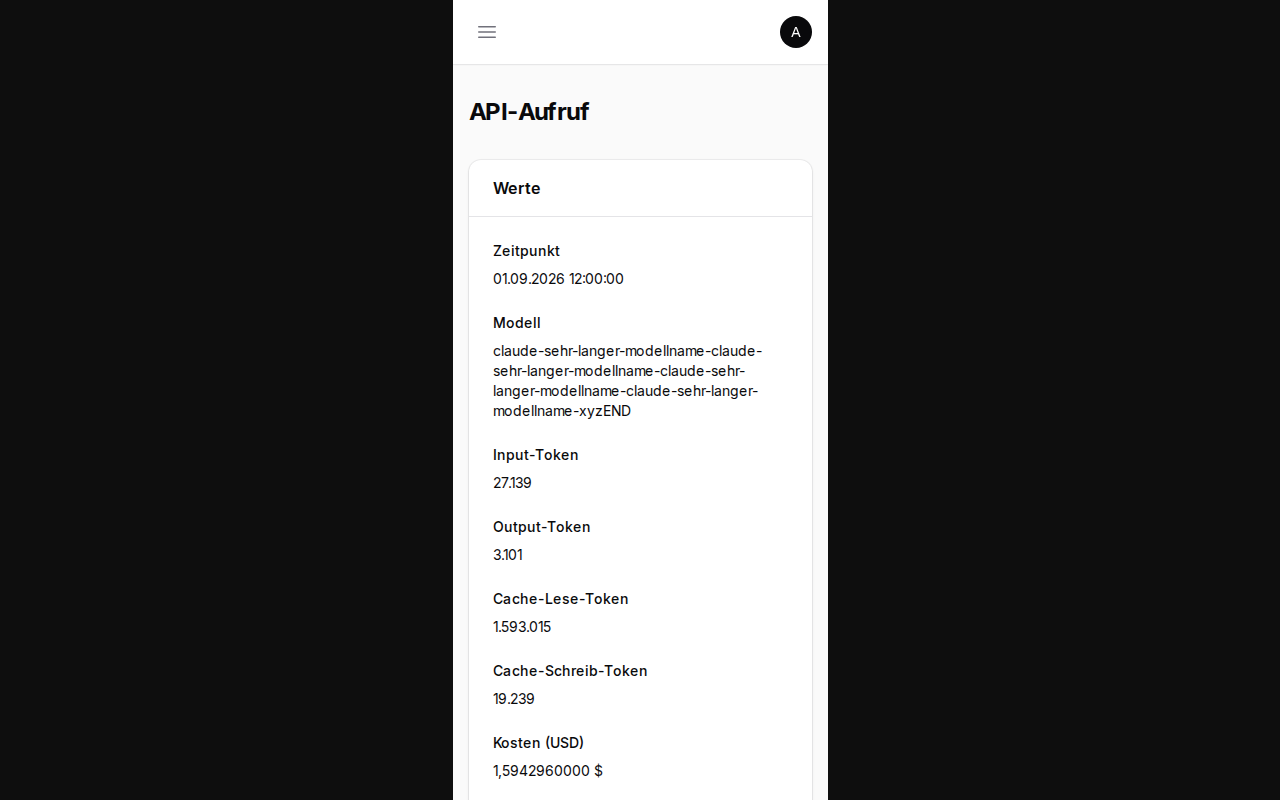 A
API-Aufruf
Werte
Zeitpunkt
01.09.2026 12:00:00
Modell
claude-sehr-langer-modellname-claude-
sehr-langer-modellname-claude-sehr-
langer-modellname-claude-sehr-langer-
modellname-xyzEND
Input-Token
27.139
Output-Token
3.101
Cache-Lese-Token
1.593.015
Cache-Schreib-Token
19.239
Kosten (USD)
1,5942960000 $